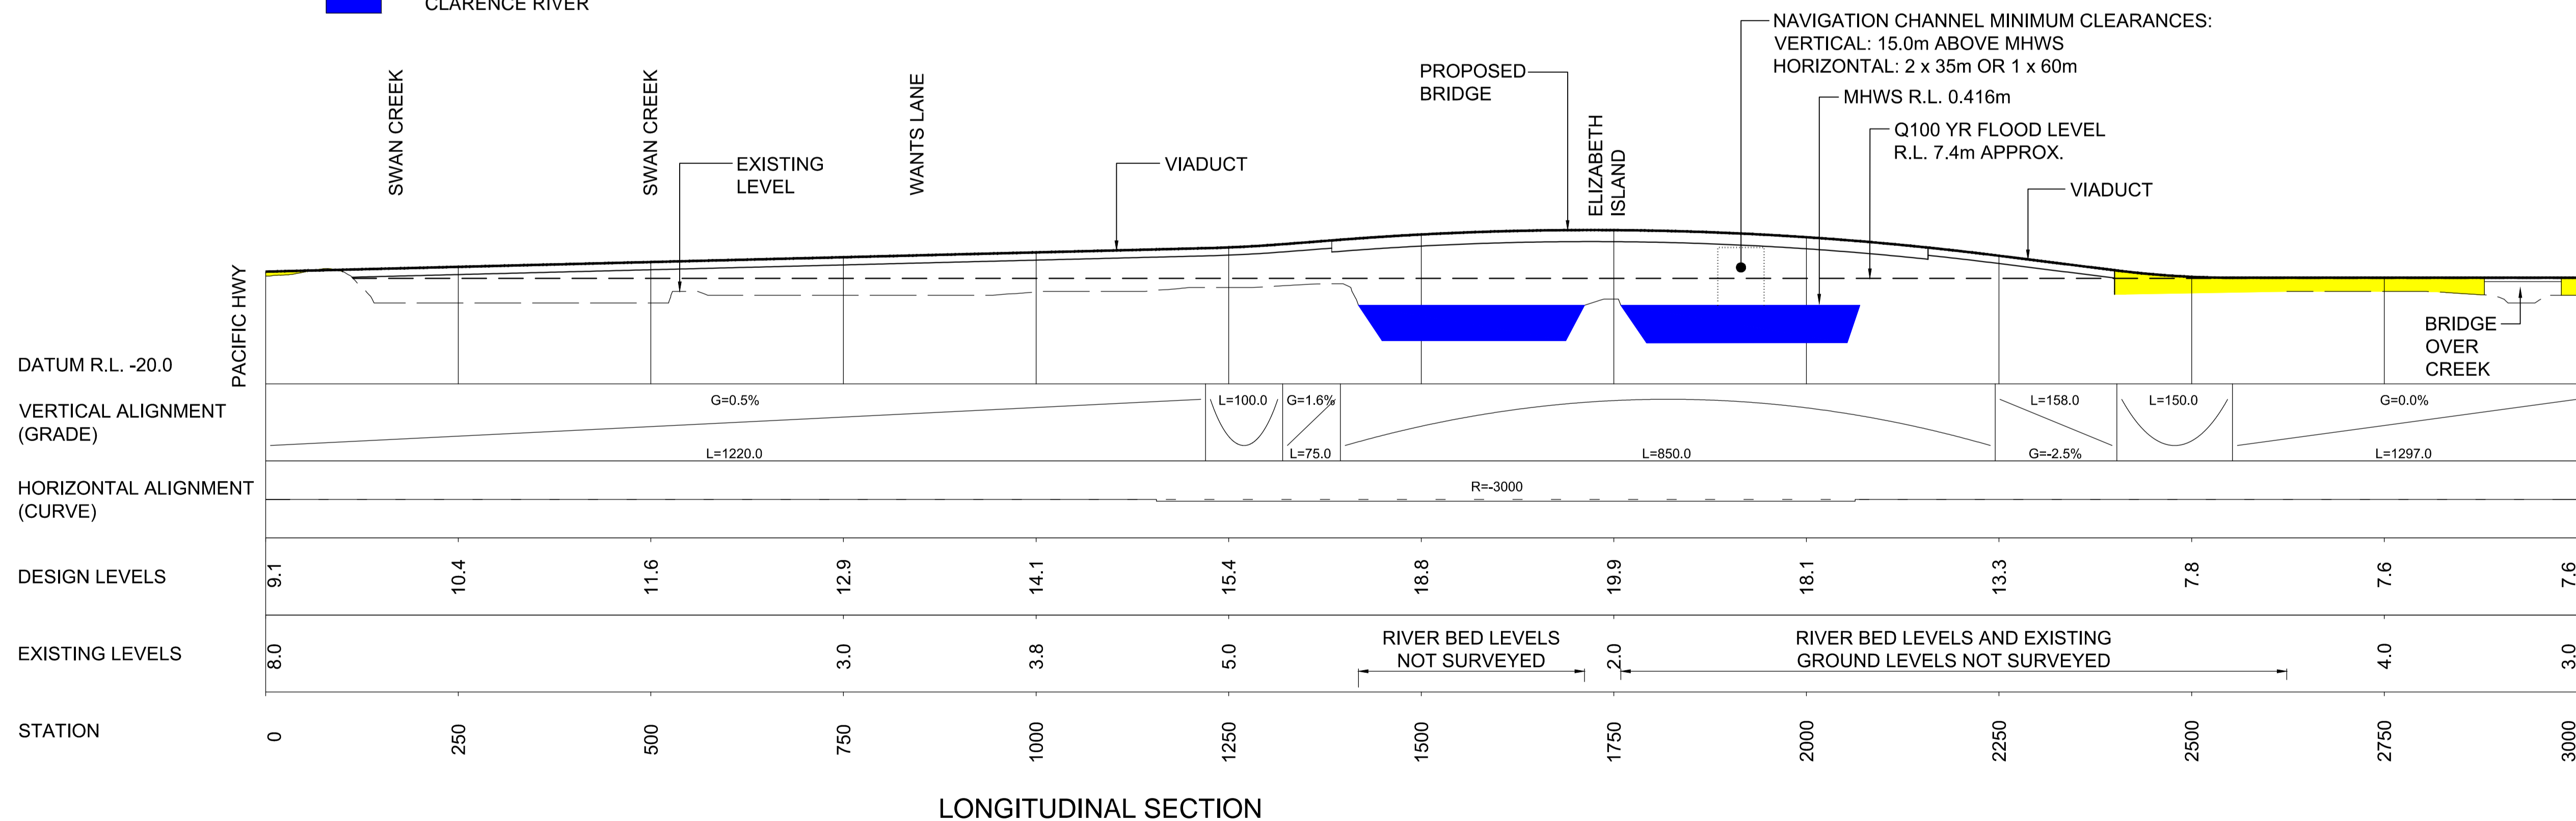 CLARENCE RIVER
NAVIGATION CHANNEL MINIMUM CLEARANCES:
VERTICAL: 15.0m ABOVE MHWS
HORIZONTAL: 2 x 35m OR 1 x 60m
PROPOSED
BRIDGE
MHWS R.L. 0.416m
Q100 YR FLOOD LEVEL
R.L. 7.4m APPROX.
SWAN CREEK
SWAN CREEK
WANTS LANE
ELIZABETH
ISLAND
EXISTING
LEVEL
VIADUCT
VIADUCT
PACIFIC HWY
BRIDGE
OVER
CREEK
DATUM R.L. -20.0
VERTICAL ALIGNMENT
(GRADE)
G=0.5%
L=1220.0
L=100.0
G=1.6%
L=75.0
L=850.0
L=158.0
G=-2.5%
L=150.0
G=0.0%
L=1297.0
HORIZONTAL ALIGNMENT
(CURVE)
R=-3000
DESIGN LEVELS
9.1
10.4
11.6
12.9
14.1
15.4
18.8
19.9
18.1
13.3
7.8
7.6
7.6
EXISTING LEVELS
8.0
3.0
3.8
5.0
RIVER BED LEVELS
NOT SURVEYED
2.0
RIVER BED LEVELS AND EXISTING
GROUND LEVELS NOT SURVEYED
4.0
3.0
STATION
0
250
500
750
1000
1250
1500
1750
2000
2250
2500
2750
3000
LONGITUDINAL SECTION